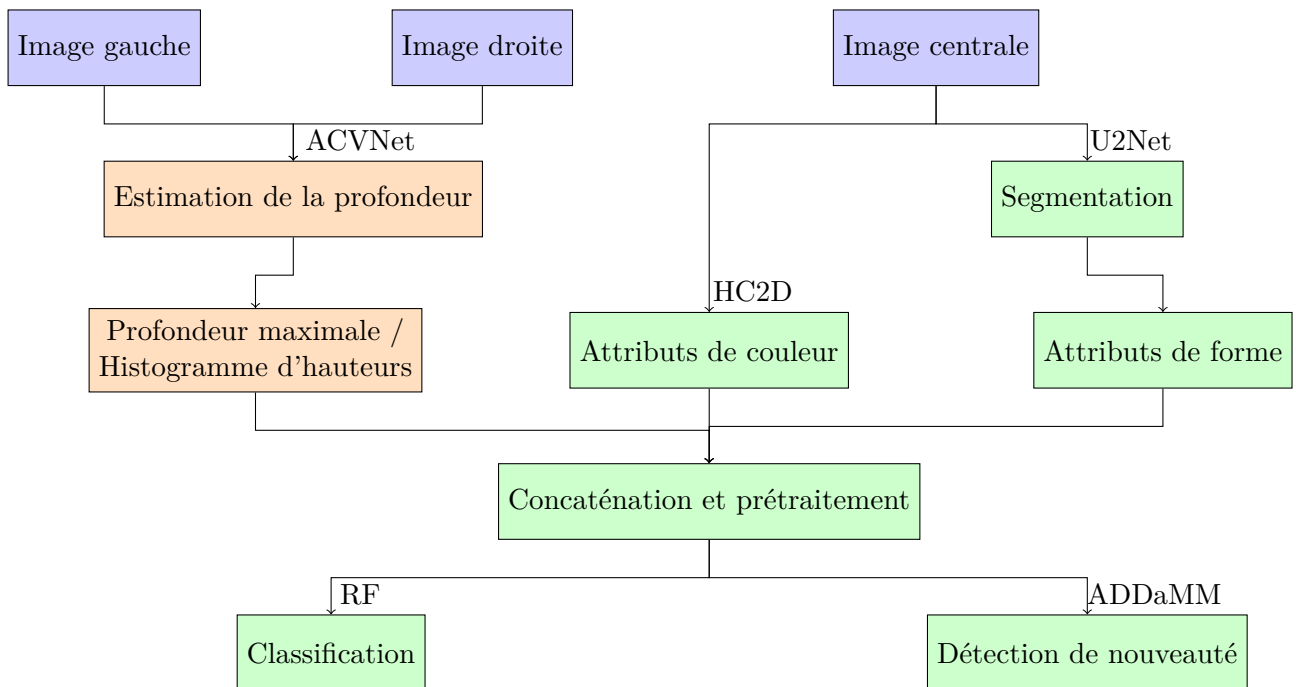 Image gauche
Image droite
Image centrale
ACVNet
U2Net
Estimation de la profondeur
Segmentation
HC2D
Profondeur maximale /
Histogramme d'hauteurs
Attributs de couleur
Attributs de forme
Concaténation et prétraitement
RF
ADDaMM
Classification
Détection de nouveauté